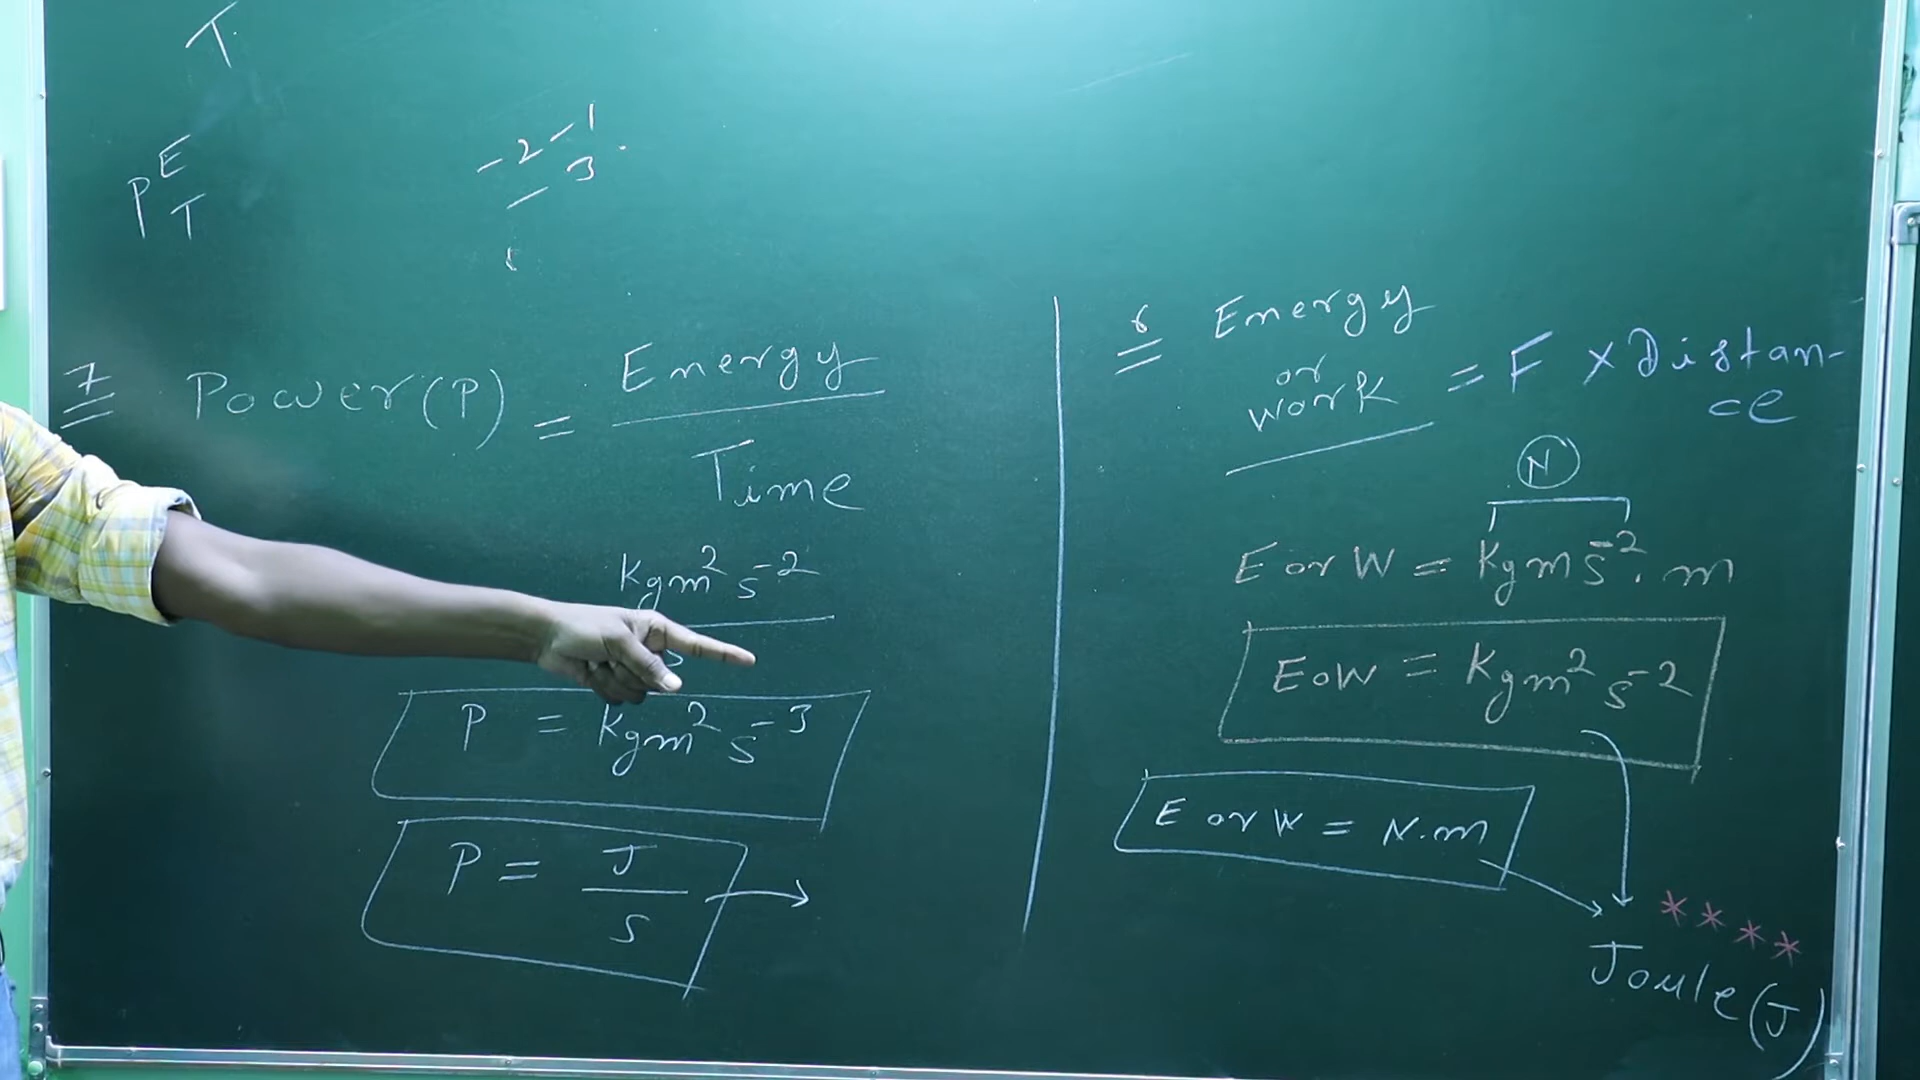 T
P E
T
-2-1
-3
7 Power(P) = Energy
Time
kgm² s⁻²
s
P = kgm² s⁻³
P = J
s
6 Energy
or
work = F × Distan-
ce
N
E or W = kgms⁻² . m
E o W = kgm² s⁻²
E or W = N.m
****
Joule(J)